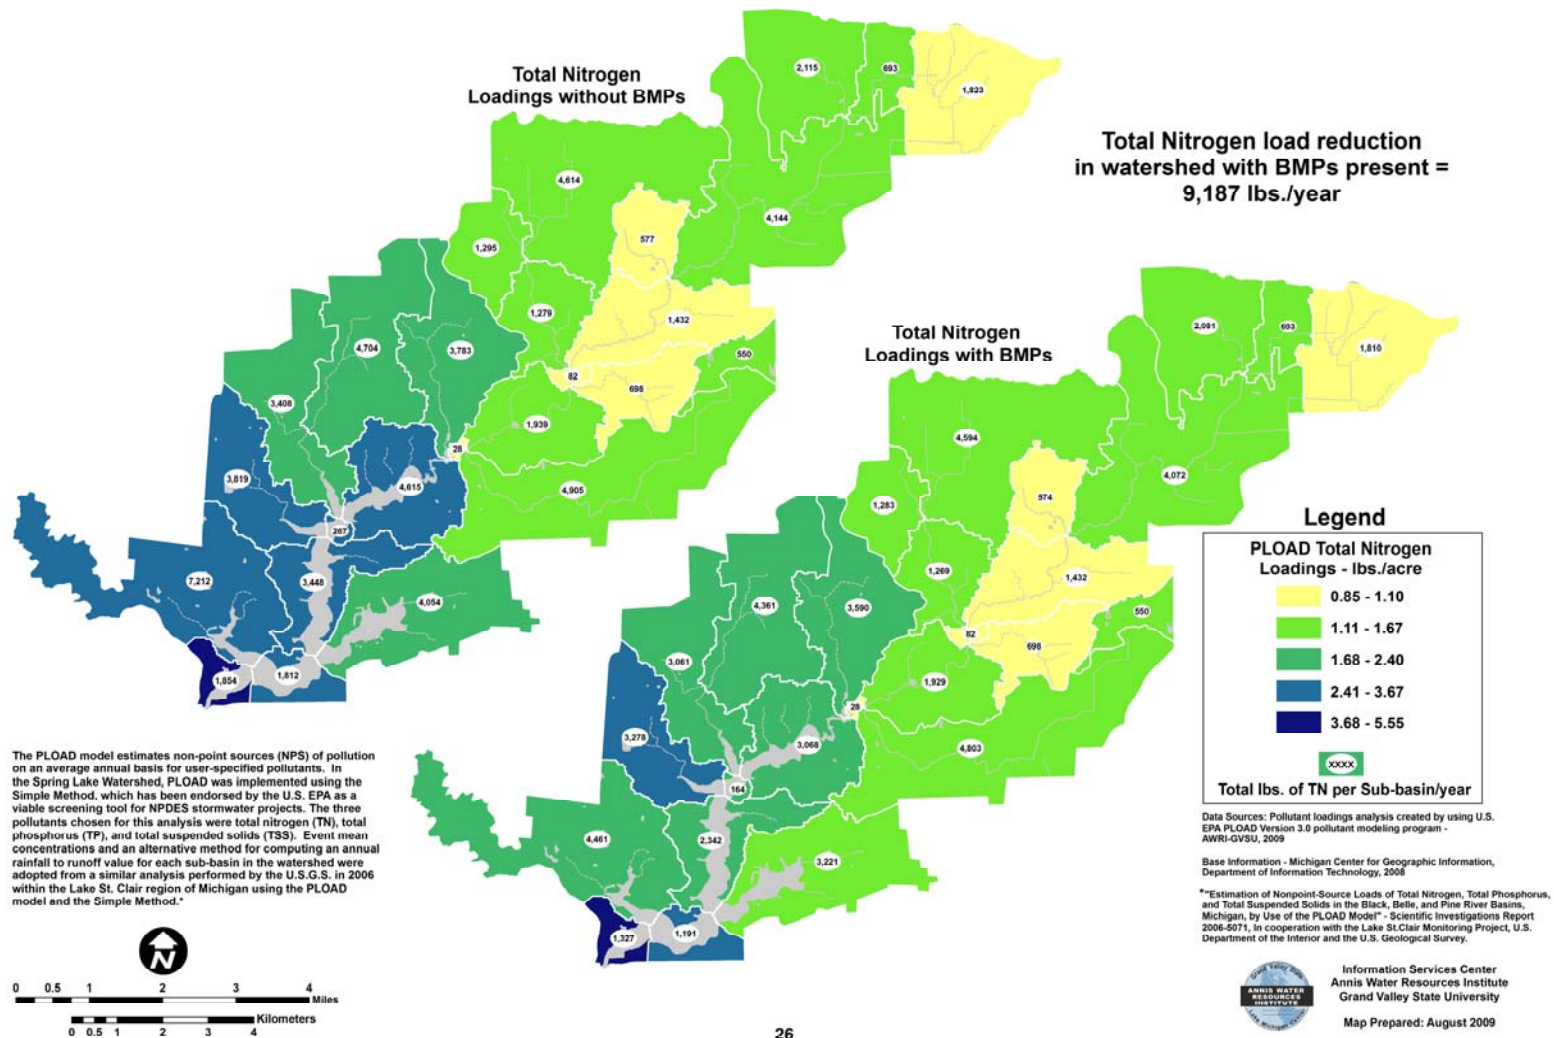 Total Nitrogen
Loadings without BMPs
2,115
693
1,823
Total Nitrogen load reduction
in watershed with BMPs present =
9,187 lbs./year
4,614
4,144
577
1,295
1,279
1,432
4,704
3,783
550
82
698
3,408
1,939
28
3,819
4,615
4,905
267
7,212
3,448
4,054
1,854
1,812
Total Nitrogen
Loadings with BMPs
2,081
693
1,810
4,594
4,072
574
1,283
1,269
1,432
4,361
3,590
550
82
698
3,061
1,929
28
3,278
3,068
4,803
164
4,461
2,342
3,221
1,327
1,191
Legend
PLOAD Total Nitrogen
Loadings - lbs./acre
0.85 - 1.10
1.11 - 1.67
1.68 - 2.40
2.41 - 3.67
3.68 - 5.55
xxxx
Total lbs. of TN per Sub-basin/year
Data Sources: Pollutant loadings analysis created by using U.S.
EPA PLOAD Version 3.0 pollutant modeling program -
AWRI-GVSU, 2009
Base Information - Michigan Center for Geographic Information,
Department of Information Technology, 2008
*"Estimation of Nonpoint-Source Loads of Total Nitrogen, Total Phosphorus,
and Total Suspended Solids in the Black, Belle, and Pine River Basins,
Michigan, by Use of the PLOAD Model" - Scientific Investigations Report
2006-5071, In cooperation with the Lake St.Clair Monitoring Project, U.S.
Department of the Interior and the U.S. Geological Survey.
The PLOAD model estimates non-point sources (NPS) of pollution
on an average annual basis for user-specified pollutants. In
the Spring Lake Watershed, PLOAD was implemented using the
Simple Method, which has been endorsed by the U.S. EPA as a
viable screening tool for NPDES stormwater projects. The three
pollutants chosen for this analysis were total nitrogen (TN), total
phosphorus (TP), and total suspended solids (TSS). Event mean
concentrations and an alternative method for computing an annual
rainfall to runoff value for each sub-basin in the watershed were
adopted from a similar analysis performed by the U.S.G.S. in 2006
within the Lake St. Clair region of Michigan using the PLOAD
model and the Simple Method.*
N
0 0.5 1 2 3 4
Miles
Kilometers
0 0.5 1 2 3 4
Grand Valley State
ANNIS WATER
RESOURCES
INSTITUTE
Lake Michigan Center
Information Services Center
Annis Water Resources Institute
Grand Valley State University
Map Prepared: August 2009
26